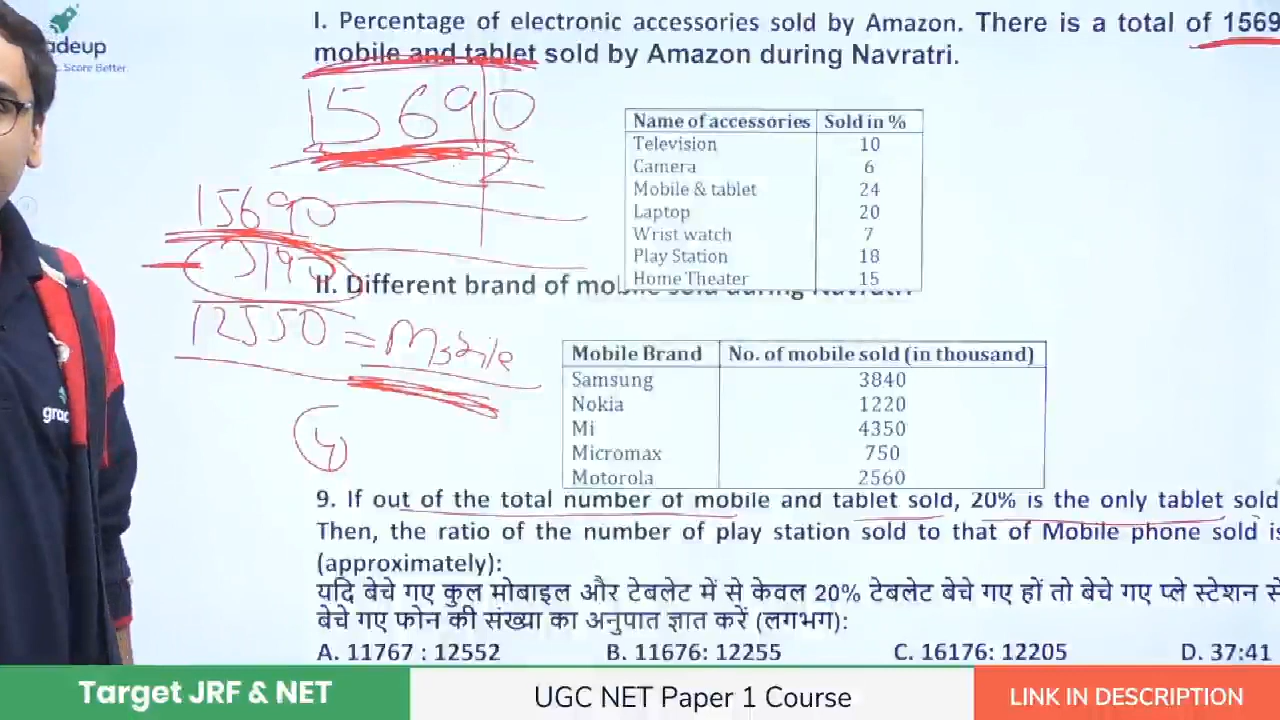 adeup
. Score Better
I. Percentage of electronic accessories sold by Amazon. There is a total of 1569
mobile and tablet sold by Amazon during Navratri.
15690
Name of accessories Sold in %
Television 10
Camera 6
Mobile & tablet 24
Laptop 20
Wrist watch 7
Play Station 18
Home Theater 15
15690
3190
12550 = Mobile
II. Different brand of mobile sold during Navratri
Mobile Brand No. of mobile sold (in thousand)
Samsung 3840
Nokia 1220
Mi 4350
Micromax 750
Motorola 2560
grac
9. If out of the total number of mobile and tablet sold, 20% is the only tablet sold
Then, the ratio of the number of play station sold to that of Mobile phone sold is
(approximately):
यदि बेचे गए कुल मोबाइल और टेबलेट में से केवल 20% टेबलेट बेचे गए हों तो बेचे गए प्ले स्टेशन से
बेचे गए फोन की संख्या का अनुपात ज्ञात करें (लगभग):
A. 11767 : 12552 B. 11676: 12255 C. 16176: 12205 D. 37:41
Target JRF & NET UGC NET Paper 1 Course LINK IN DESCRIPTION